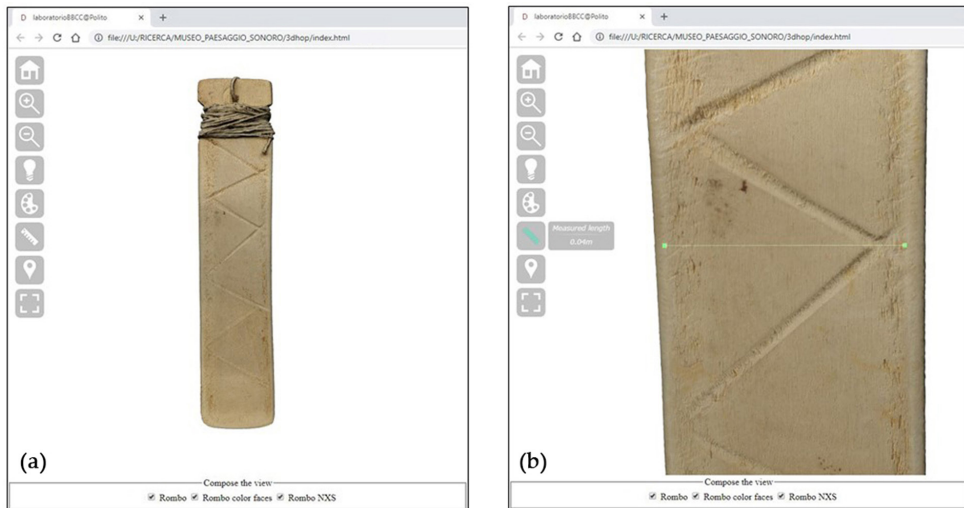 D laboratorioBBCC@Polito
file:///U:/RICERCA/MUSEO_PAESAGGIO_SONORO/3dhop/index.html
(a)
Compose the view
Rombo Rombo color faces Rombo NXS
D laboratorioBBCC@Polito
file:///U:/RICERCA/MUSEO_PAESAGGIO_SONORO/3dhop/index.html
Measured length
0.04m
(b)
Compose the view
Rombo Rombo color faces Rombo NXS